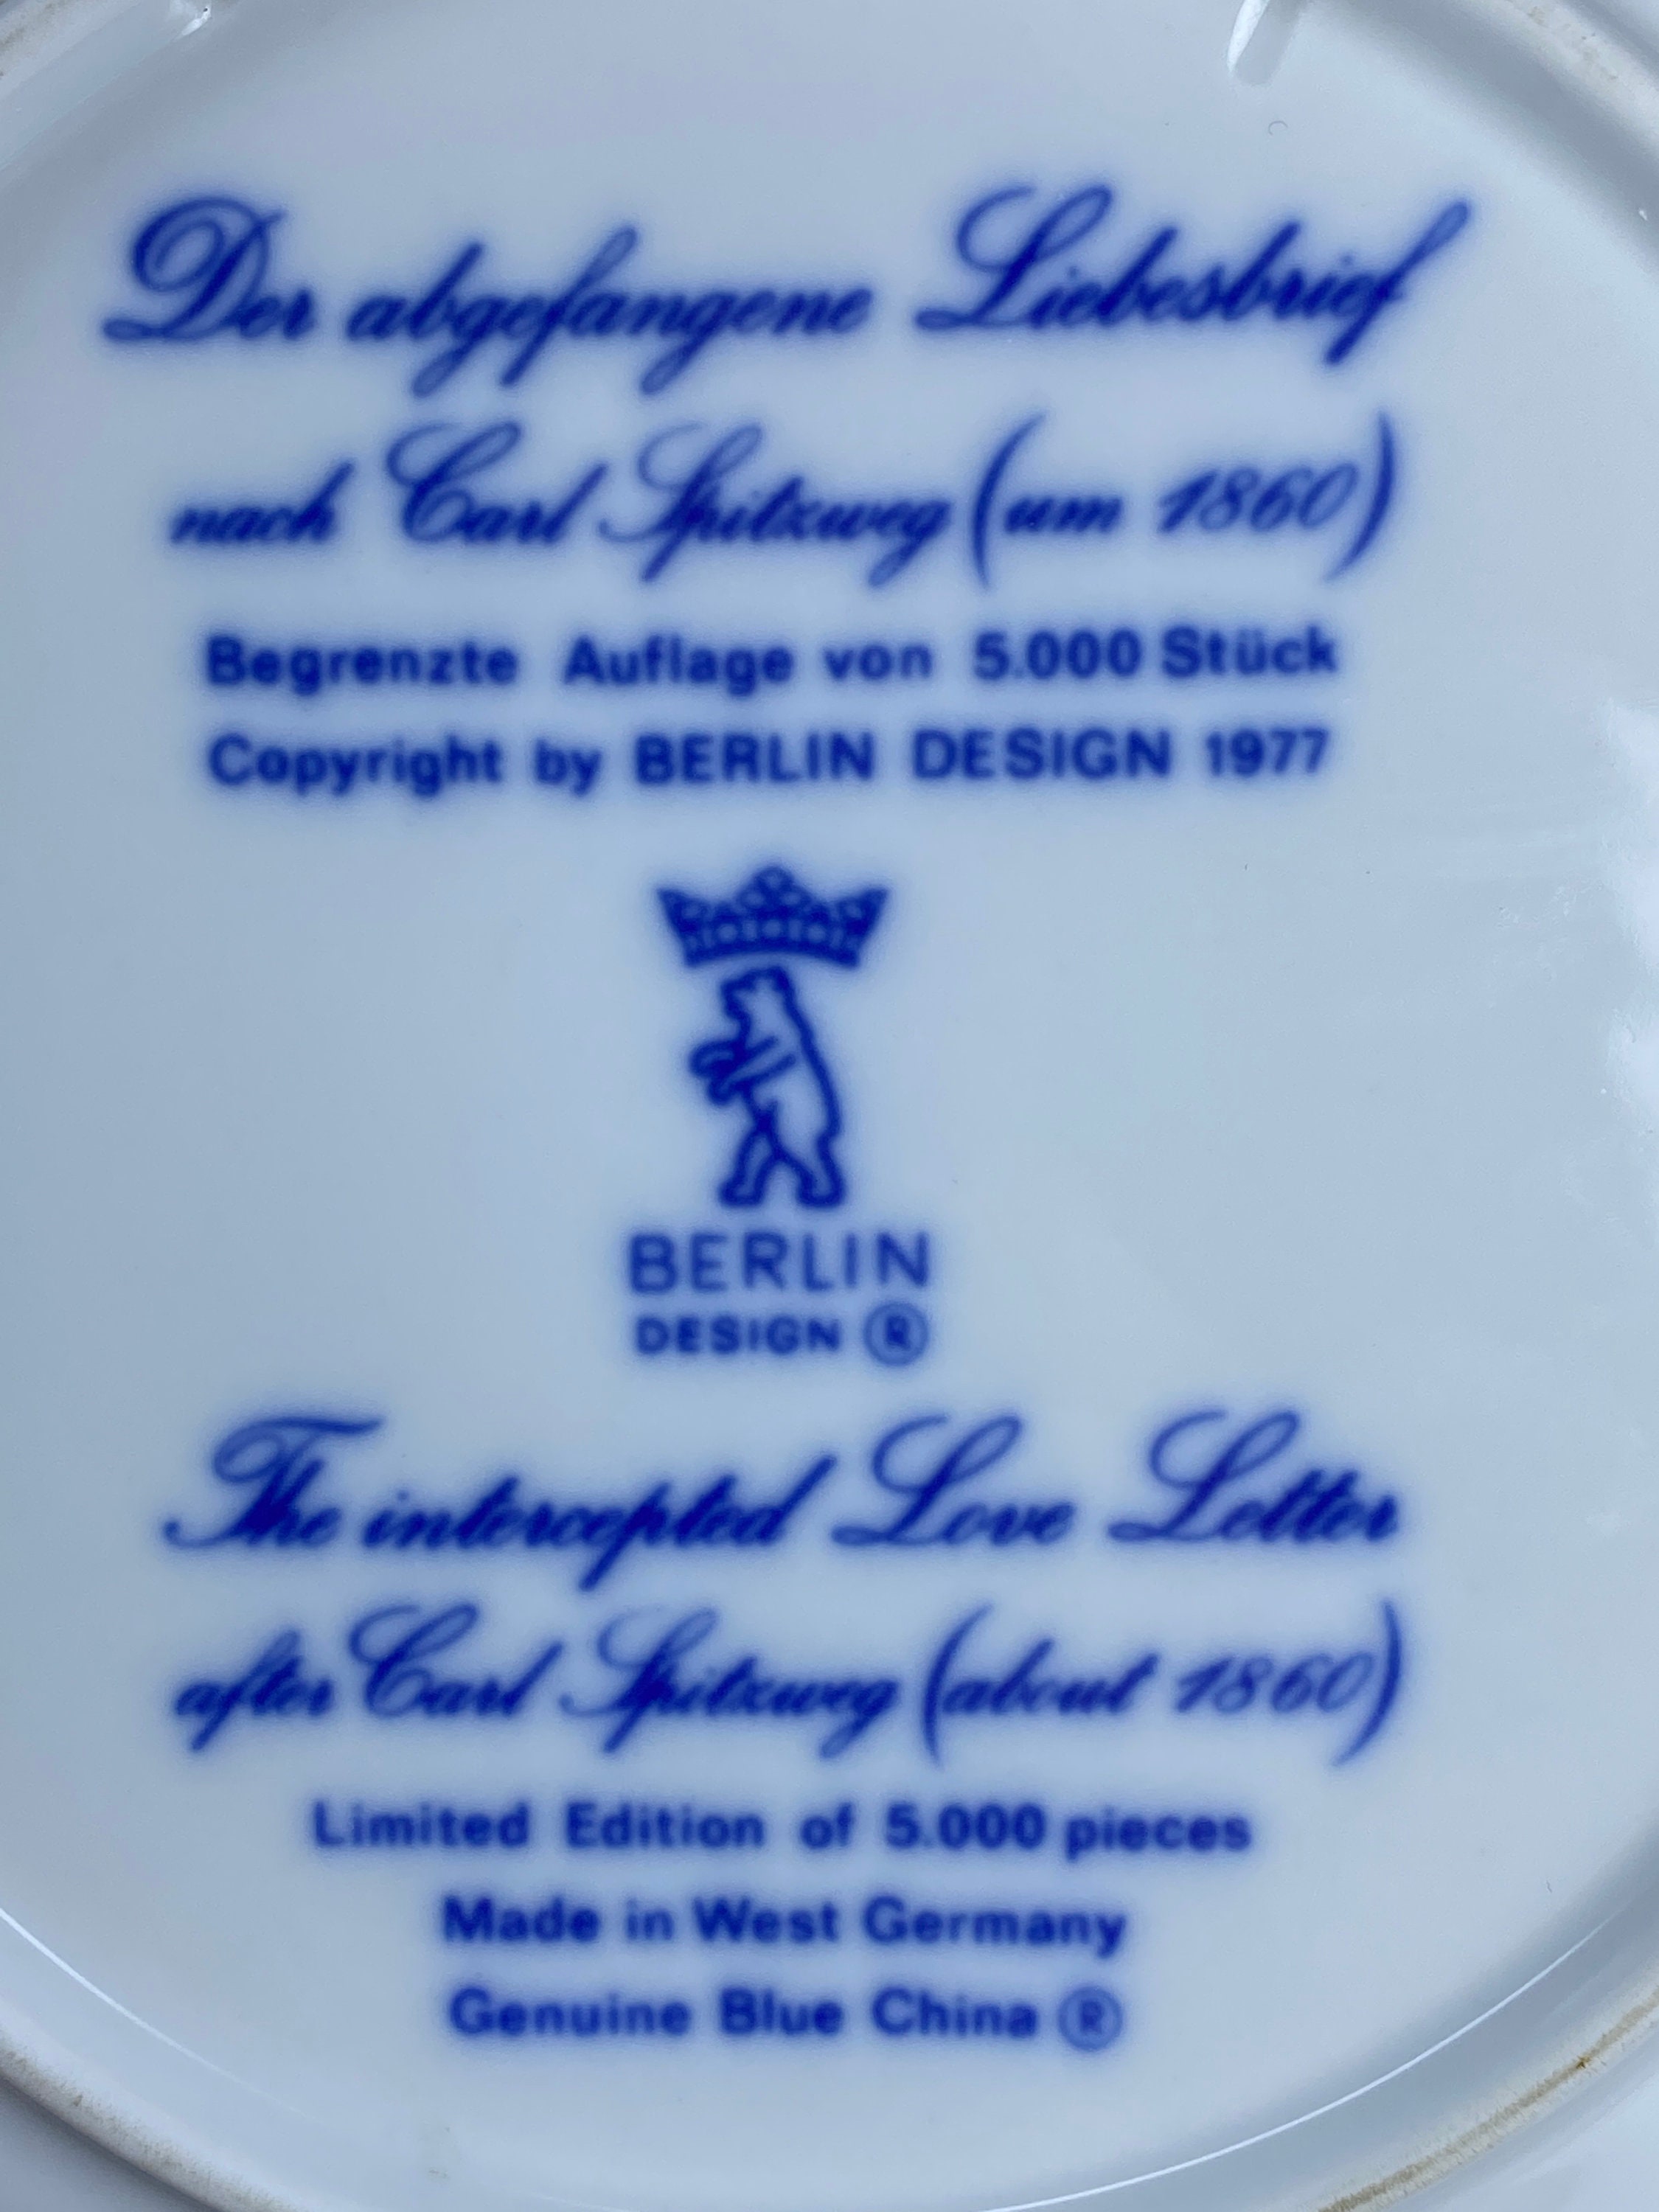 Der abgefangene Liebesbrief
nach Carl Spitzweg (um 1860)
Begrenzte Auflage von 5.000 Stück
Copyright by BERLIN DESIGN 1977
BERLIN
DESIGN ®
The intercepted Love Letter
after Carl Spitzweg (about 1860)
Limited Edition of 5.000 pieces
Made in West Germany
Genuine Blue China ®